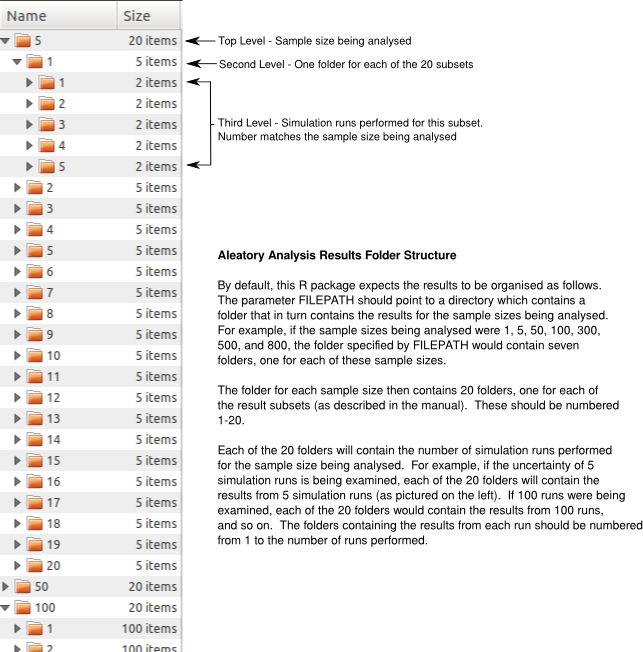 Name Size
5 20 items
Top Level - Sample size being analysed
1 5 items
Second Level - One folder for each of the 20 subsets
1 2 items
2 2 items
3 2 items
Third Level - Simulation runs performed for this subset.
Number matches the sample size being analysed
4 2 items
5 2 items
2 5 items
3 5 items
4 5 items
5 5 items
6 5 items
7 5 items
8 5 items
9 5 items
10 5 items
11 5 items
12 5 items
13 5 items
14 5 items
15 5 items
16 5 items
17 5 items
18 5 items
19 5 items
20 5 items
50 20 items
100 20 items
1 100 items
2 100 items
Aleatory Analysis Results Folder Structure
By default, this R package expects the results to be organised as follows.
The parameter FILEPATH should point to a directory which contains a
folder that in turn contains the results for the sample sizes being analysed.
For example, if the sample sizes being analysed were 1, 5, 50, 100, 300,
500, and 800, the folder specified by FILEPATH would contain seven
folders, one for each of these sample sizes.
The folder for each sample size then contains 20 folders, one for each of
the result subsets (as described in the manual). These should be numbered
1-20.
Each of the 20 folders will contain the number of simulation runs performed
for the sample size being analysed. For example, if the uncertainty of 5
simulation runs is being examined, each of the 20 folders will contain the
results from 5 simulation runs (as pictured on the left). If 100 runs were being
examined, each of the 20 folders would contain the results from 100 runs,
and so on. The folders containing the results from each run should be numbered
from 1 to the number of runs performed.